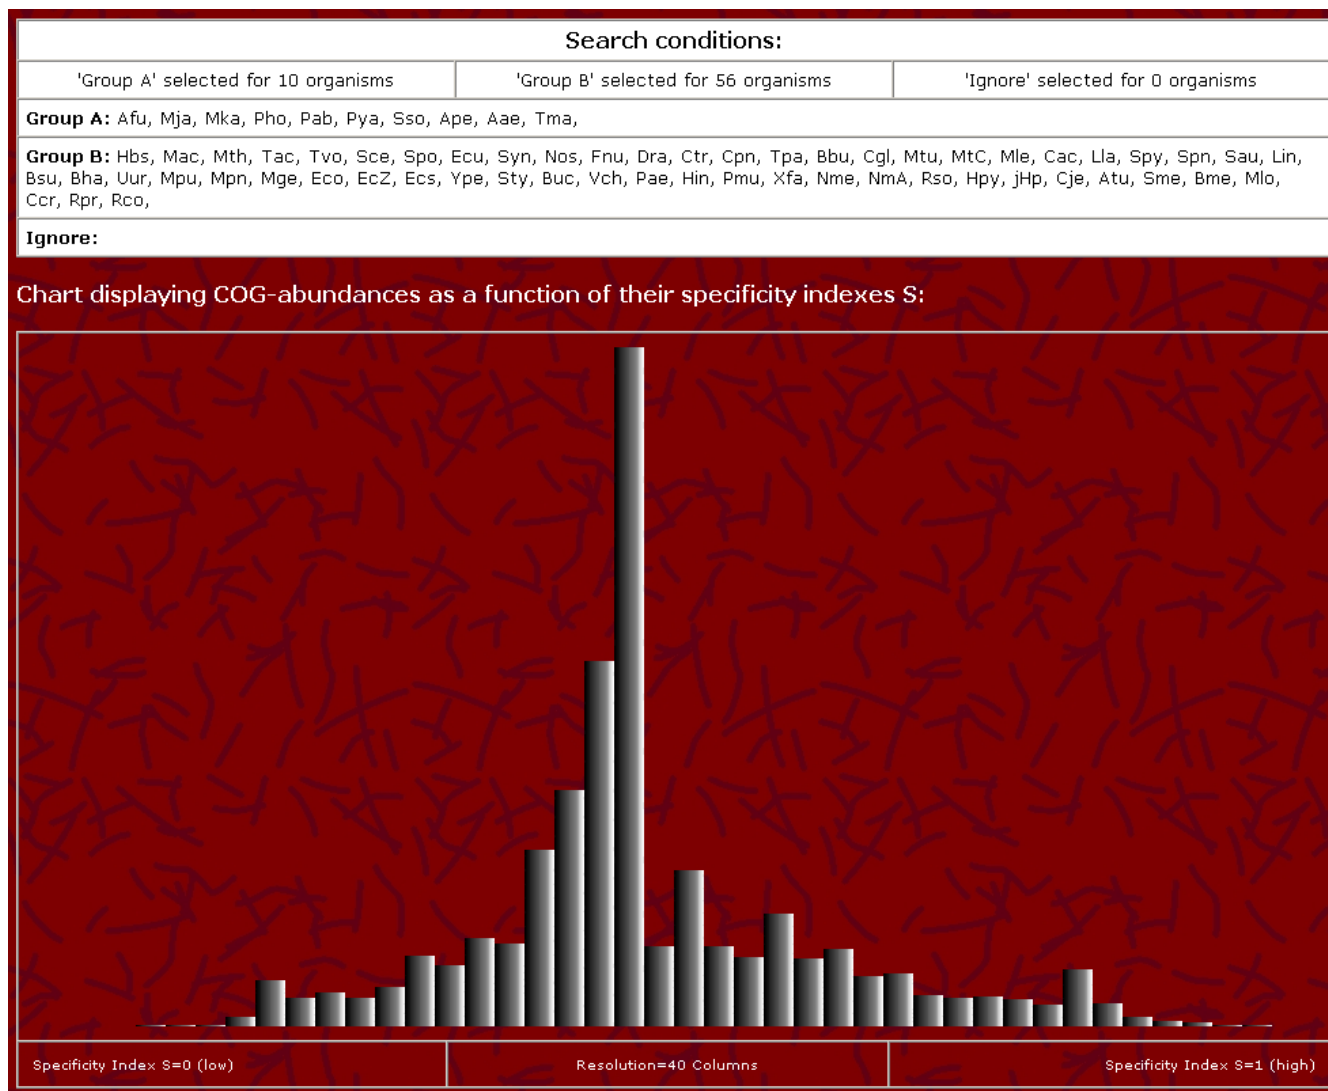 Search conditions:
'Group A' selected for 10 organisms
'Group B' selected for 56 organisms
'Ignore' selected for 0 organisms
Group A: Afu, Mja, Mka, Pho, Pab, Pya, Sso, Ape, Aae, Tma,
Group B: Hbs, Mac, Mth, Tac, Tvo, Sce, Spo, Ecu, Syn, Nos, Fnu, Dra, Ctr, Cpn, Tpa, Bbu, Cgl, Mtu, MtC, Mle, Cac, Lla, Spy, Spn, Sau, Lin,
Bsu, Bha, Uur, Mpu, Mpn, Mge, Eco, EcZ, Ecs, Ype, Sty, Buc, Vch, Pae, Hin, Pmu, Xfa, Nme, NmA, Rso, Hpy, jHp, Cje, Atu, Sme, Bme, Mlo,
Ccr, Rpr, Rco,
Ignore:
Chart displaying COG-abundances as a function of their specificity indexes S:
Specificity Index S=0 (low)
Resolution=40 Columns
Specificity Index S=1 (high)